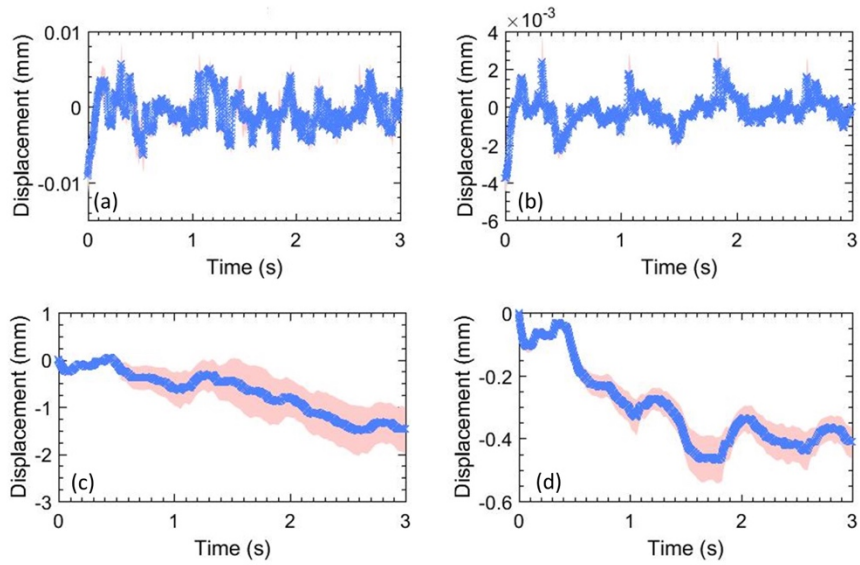 0.01
0
-0.01
Displacement (mm)
(a)
0 1 2 3
Time (s)
×10⁻³
4
2
0
-2
-4
-6
Displacement (mm)
(b)
0 1 2 3
Time (s)
1
0
-1
-2
-3
Displacement (mm)
(c)
0 1 2 3
Time (s)
0
-0.2
-0.4
-0.6
Displacement (mm)
(d)
0 1 2 3
Time (s)